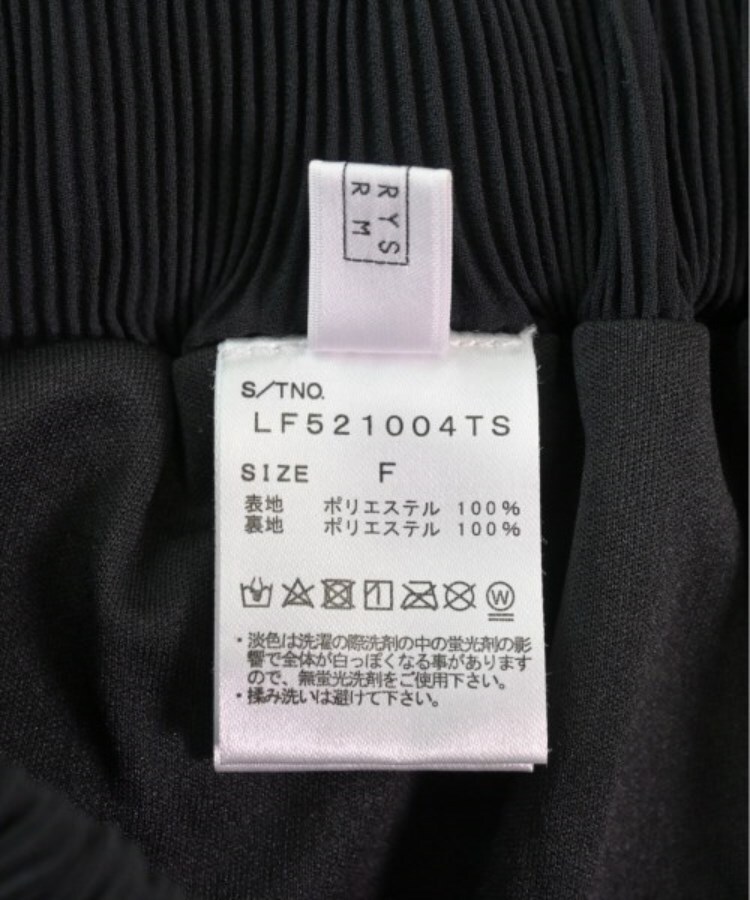 RYS
RM
S/TNO.
LF521004TS
SIZE F
表地 ポリエステル 100%
裏地 ポリエステル 100%
W
・淡色は洗濯の際洗剤の中の蛍光剤の影
響で全体が白っぽくなる事があります
ので、無蛍光洗剤をご使用下さい。
・揉み洗いは避けて下さい。